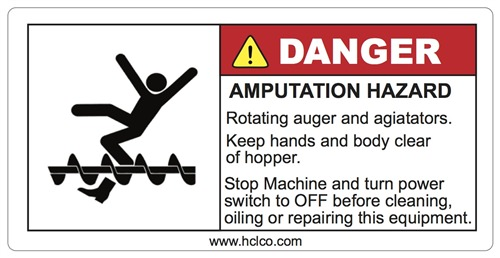 DANGER
AMPUTATION HAZARD
Rotating auger and agiatators.
Keep hands and body clear
of hopper.
Stop Machine and turn power
switch to OFF before cleaning,
oiling or repairing this equipment.
www.hclco.com